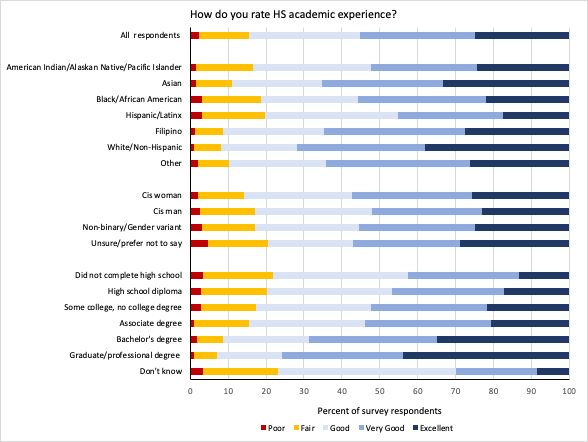 How do you rate HS academic experience?
All respondents
American Indian/Alaskan Native/Pacific Islander
Asian
Black/African American
Hispanic/Latinx
Filipino
White/Non-Hispanic
Other
Cis woman
Cis man
Non-binary/Gender variant
Unsure/prefer not to say
Did not complete high school
High school diploma
Some college, no college degree
Associate degree
Bachelor's degree
Graduate/professional degree
Don't know
0 10 20 30 40 50 60 70 80 90 100
Percent of survey respondents
Poor Fair Good Very Good Excellent